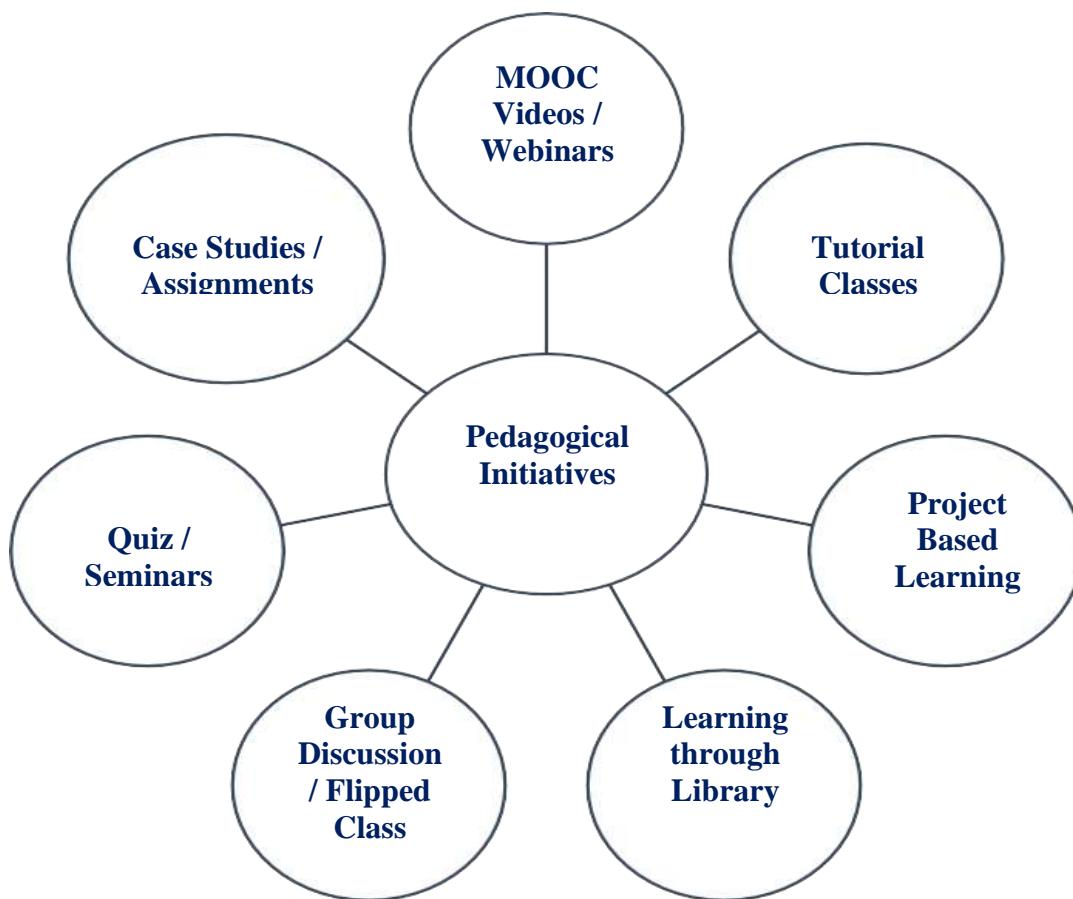 MOOC
Videos /
Webinars
Case Studies /
Assignments
Tutorial
Classes
Pedagogical
Initiatives
Quiz /
Seminars
Project
Based
Learning
Group
Discussion
/ Flipped
Class
Learning
through
Library